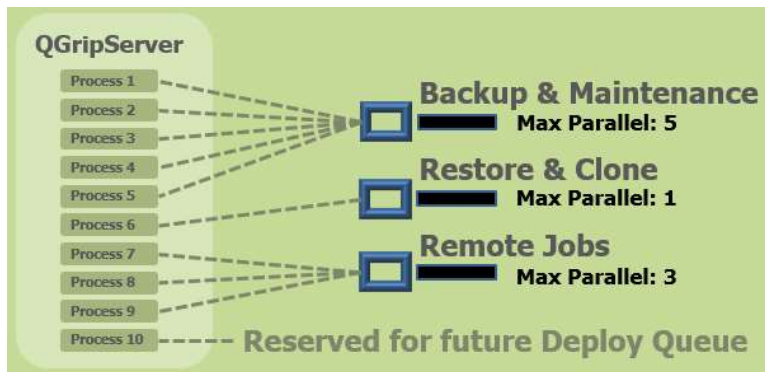 QGripServer
Process 1
Process 2
Process 3
Process 4
Process 5
Process 6
Process 7
Process 8
Process 9
Process 10
Backup & Maintenance
Max Parallel: 5
Restore & Clone
Max Parallel: 1
Remote Jobs
Max Parallel: 3
Reserved for future Deploy Queue